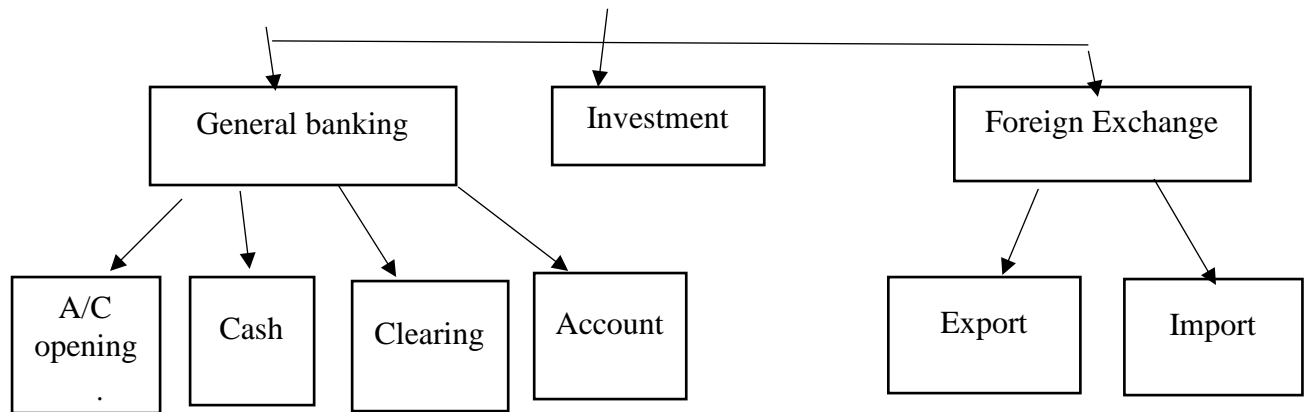 General banking
Investment
Foreign Exchange
A/C
opening
.
Cash
Clearing
Account
Export
Import